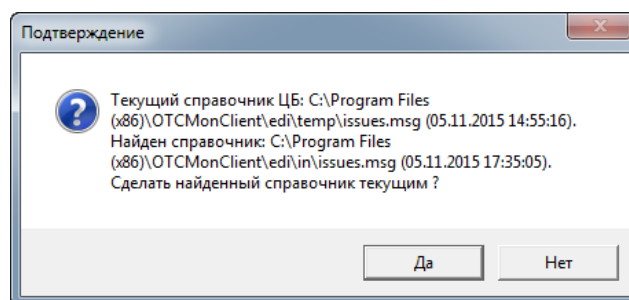 Подтверждение
Текущий справочник ЦБ: C:\Program Files
(x86)\OTCMonClient\edi\temp\issues.msg (05.11.2015 14:55:16).
Найден справочник: C:\Program Files
(x86)\OTCMonClient\edi\in\issues.msg (05.11.2015 17:35:05).
Сделать найденный справочник текущим ?
Да
Нет